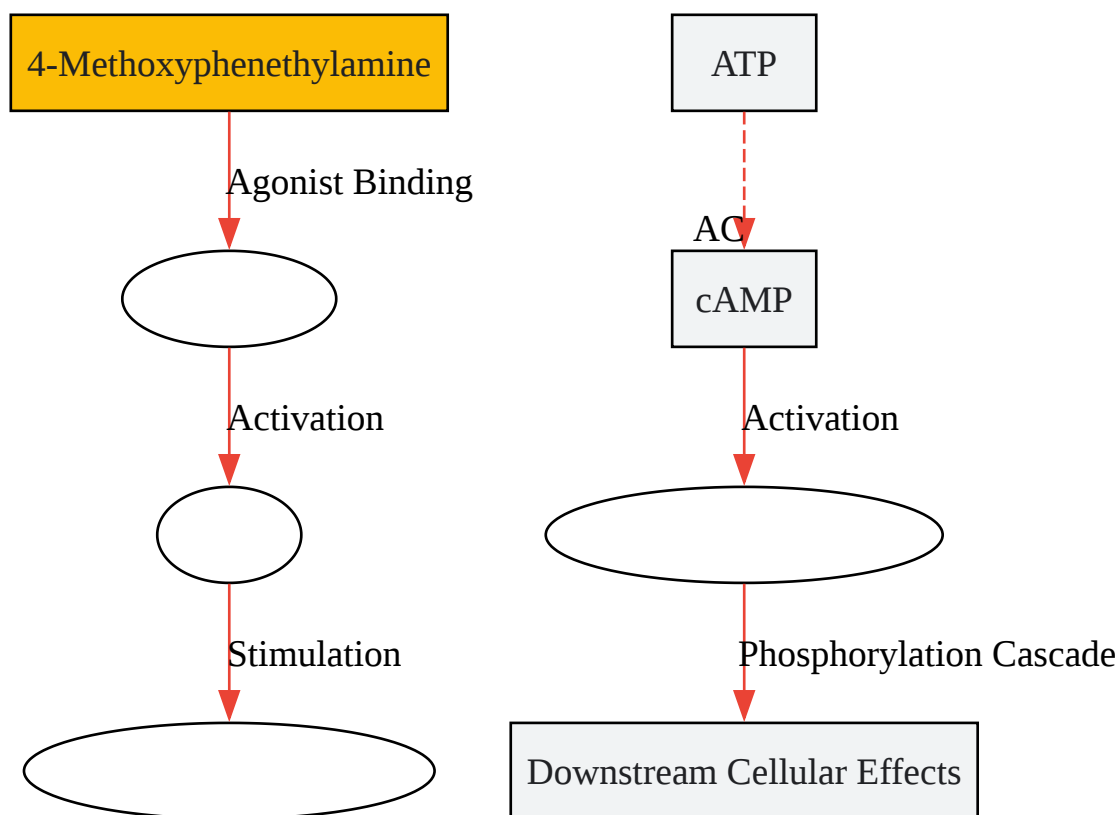 4-Methoxyphenethylamine
Agonist Binding
Activation
Stimulation
ATP
AC
cAMP
Activation
Phosphorylation Cascade
Downstream Cellular Effects